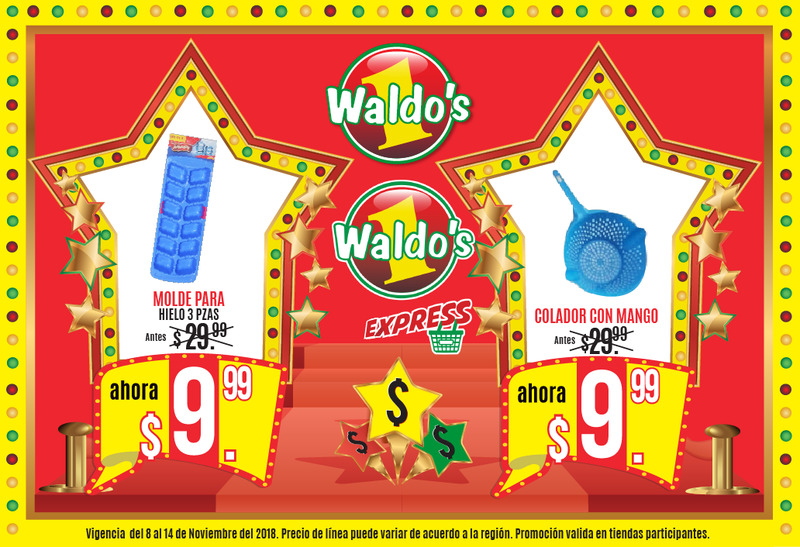 1
Waldo's
1
Waldo's
EXPRESS
MOLDE PARA
HIELO 3 PZAS
Antes $29.99
ahora
$9.99
COLADOR CON MANGO
Antes $29.99
ahora
$9.99
$
$ $
Vigencia del 8 al 14 de Noviembre del 2018. Precio de línea puede variar de acuerdo a la región. Promoción valida en tiendas participantes.